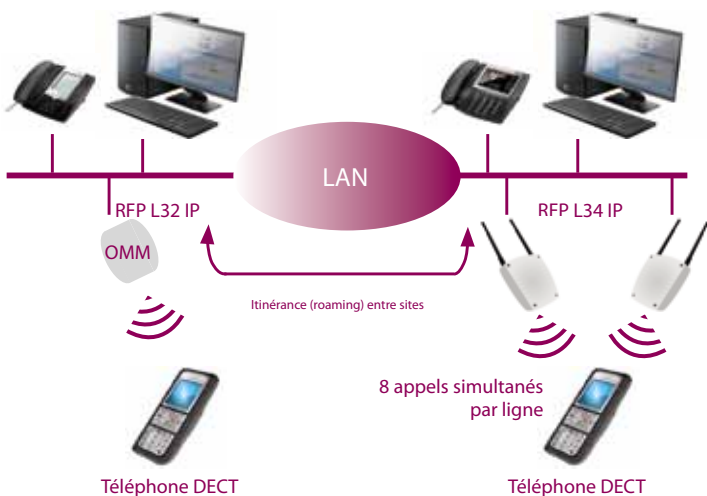 LAN
RFP L32 IP
RFP L34 IP
OMM
Itinérance (roaming) entre sites
8 appels simultanés
par ligne
Téléphone DECT
Téléphone DECT